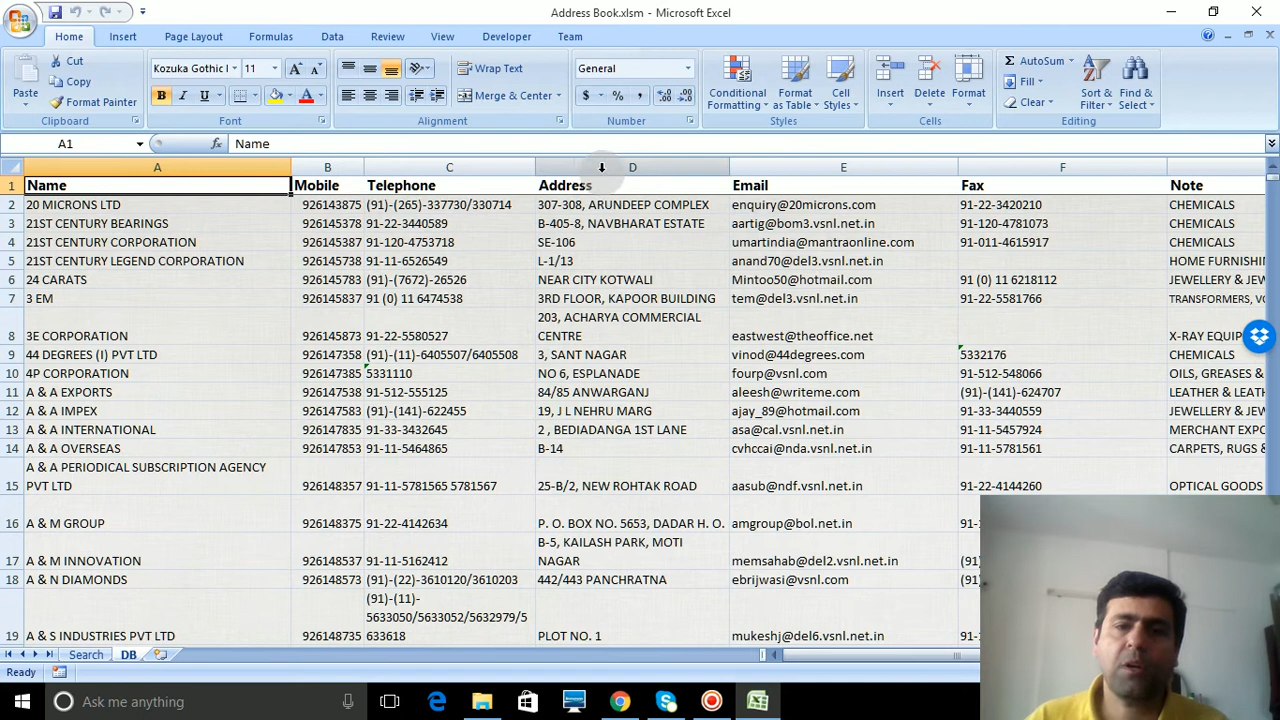 Address Book.xlsm - Microsoft Excel
Home Insert Page Layout Formulas Data Review View Developer Team
Paste
Cut
Copy
Format Painter
Clipboard
Kozuka Gothic 11
B I U
Font
Wrap Text
Merge & Center
Alignment
General
$ % ,
Number
Conditional Formatting
Format as Table
Cell Styles
Styles
Insert Delete Format
Cells
AutoSum
Fill
Clear
Sort & Filter
Find & Select
Editing
A1 fx Name
A B C D E F
1 Name Mobile Telephone Address Email Fax Note
2 20 MICRONS LTD 926143875 (91)-(265)-337730/330714 307-308, ARUNDEEP COMPLEX enquiry@20microns.com 91-22-3420210 CHEMICALS
3 21ST CENTURY BEARINGS 926145378 91-22-3440589 B-405-8, NAVBHARAT ESTATE aartig@bom3.vsnl.net.in 91-120-4781073 CHEMICALS
4 21ST CENTURY CORPORATION 926145387 91-120-4753718 SE-106 umartindia@mantraonline.com 91-011-4615917 CHEMICALS
5 21ST CENTURY LEGEND CORPORATION 926145738 91-11-6526549 L-1/13 anand70@del3.vsnl.net.in HOME FURNISHI
6 24 CARATS 926145783 (91)-(7672)-26526 NEAR CITY KOTWALI Mintoo50@hotmail.com 91 (0) 11 6218112 JEWELLERY & JEV
7 3 EM 926145837 91 (0) 11 6474538 3RD FLOOR, KAPOOR BUILDING tem@del3.vsnl.net.in 91-22-5581766 TRANSFORMERS, VO
203, ACHARYA COMMERCIAL
8 3E CORPORATION 926145873 91-22-5580527 CENTRE eastwest@theoffice.net X-RAY EQUIP
9 44 DEGREES (I) PVT LTD 926147358 (91)-(11)-6405507/6405508 3, SANT NAGAR vinod@44degrees.com 5332176 CHEMICALS
10 4P CORPORATION 926147385 5331110 NO 6, ESPLANADE fourp@vsnl.com 91-512-548066 OILS, GREASES &
11 A & A EXPORTS 926147538 91-512-555125 84/85 ANWARGANJ aleesh@writeme.com (91)-(141)-624707 LEATHER & LEATH
12 A & A IMPEX 926147583 (91)-(141)-622455 19, J L NEHRU MARG ajay_89@hotmail.com 91-33-3440559 JEWELLERY & JEV
13 A & A INTERNATIONAL 926147835 91-33-3432645 2 , BEDIADANGA 1ST LANE asa@cal.vsnl.net.in 91-11-5457924 MERCHANT EXPO
14 A & A OVERSEAS 926147853 91-11-5464865 B-14 cvhccai@nda.vsnl.net.in 91-11-5781561 CARPETS, RUGS &
A & A PERIODICAL SUBSCRIPTION AGENCY
15 PVT LTD 926148357 91-11-5781565 5781567 25-B/2, NEW ROHTAK ROAD aasub@ndf.vsnl.net.in 91-22-4144260 OPTICAL GOODS
16 A & M GROUP 926148375 91-22-4142634 P. O. BOX NO. 5653, DADAR H. O. amgroup@bol.net.in 91-1
B-5, KAILASH PARK, MOTI
17 A & M INNOVATION 926148537 91-11-5162412 NAGAR memsahab@del2.vsnl.net.in (91)
18 A & N DIAMONDS 926148573 (91)-(22)-3610120/3610203 442/443 PANCHRATNA ebrijwasi@vsnl.com (91)
(91)-(11)-
5633050/5633052/5632979/5
19 A & S INDUSTRIES PVT LTD 926148735 633618 PLOT NO. 1 mukeshj@del6.vsnl.net.in 91-1
Search DB
Ready
Ask me anything